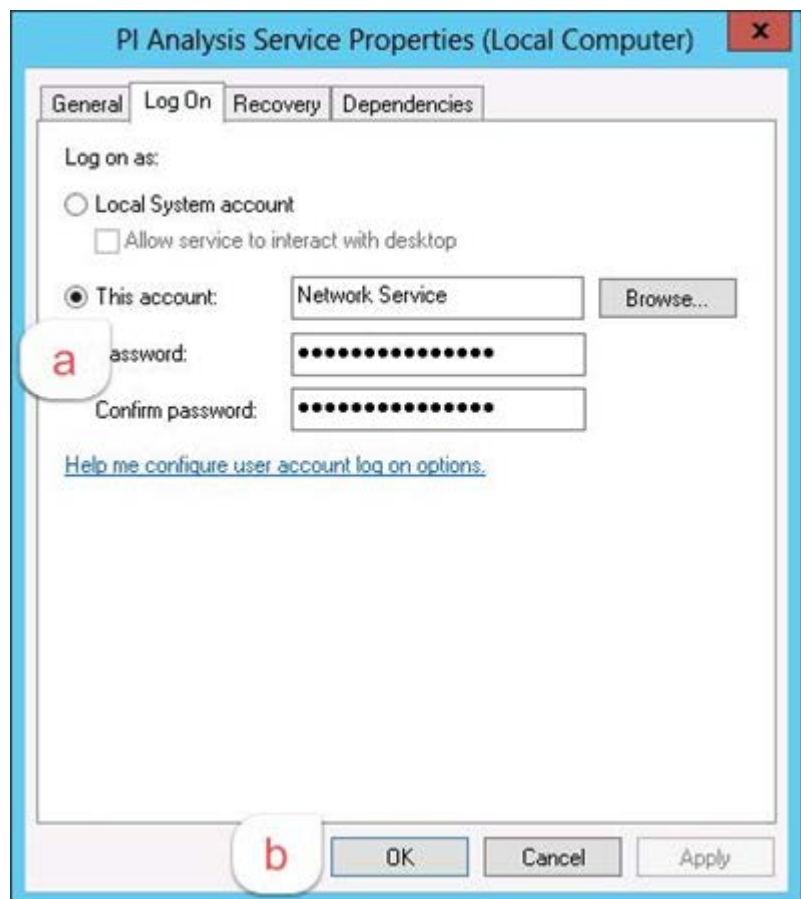 PI Analysis Service Properties (Local Computer)
x
General Log On Recovery Dependencies
Log on as:
Local System account
Allow service to interact with desktop
This account: Network Service Browse...
a assword: •••••••••••••••
Confirm password: •••••••••••••••
Help me configure user account log on options.
b OK Cancel Apply